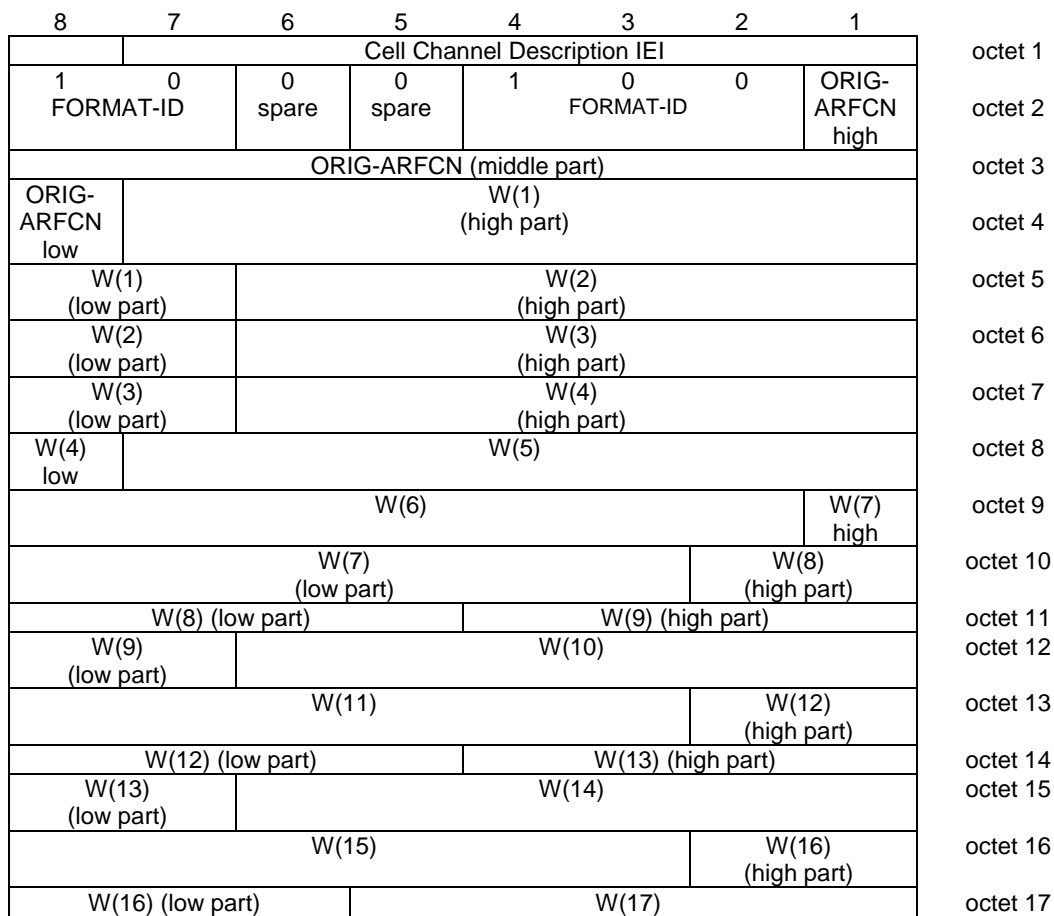 8 7 6 5 4 3 2 1
Cell Channel Description IEI octet 1
1 0 0 0 1 0 0 ORIG-
FORMAT-ID spare spare FORMAT-ID ARFCN octet 2
high
ORIG-ARFCN (middle part) octet 3
ORIG- W(1)
ARFCN (high part) octet 4
low
W(1) W(2) octet 5
(low part) (high part)
W(2) W(3) octet 6
(low part) (high part)
W(3) W(4) octet 7
(low part) (high part)
W(4) W(5) octet 8
low
W(6) W(7) octet 9
high
W(7) W(8) octet 10
(low part) (high part)
W(8) (low part) W(9) (high part) octet 11
W(9) W(10) octet 12
(low part)
W(11) W(12) octet 13
(high part)
W(12) (low part) W(13) (high part) octet 14
W(13) W(14) octet 15
(low part)
W(15) W(16) octet 16
(high part)
W(16) (low part) W(17) octet 17